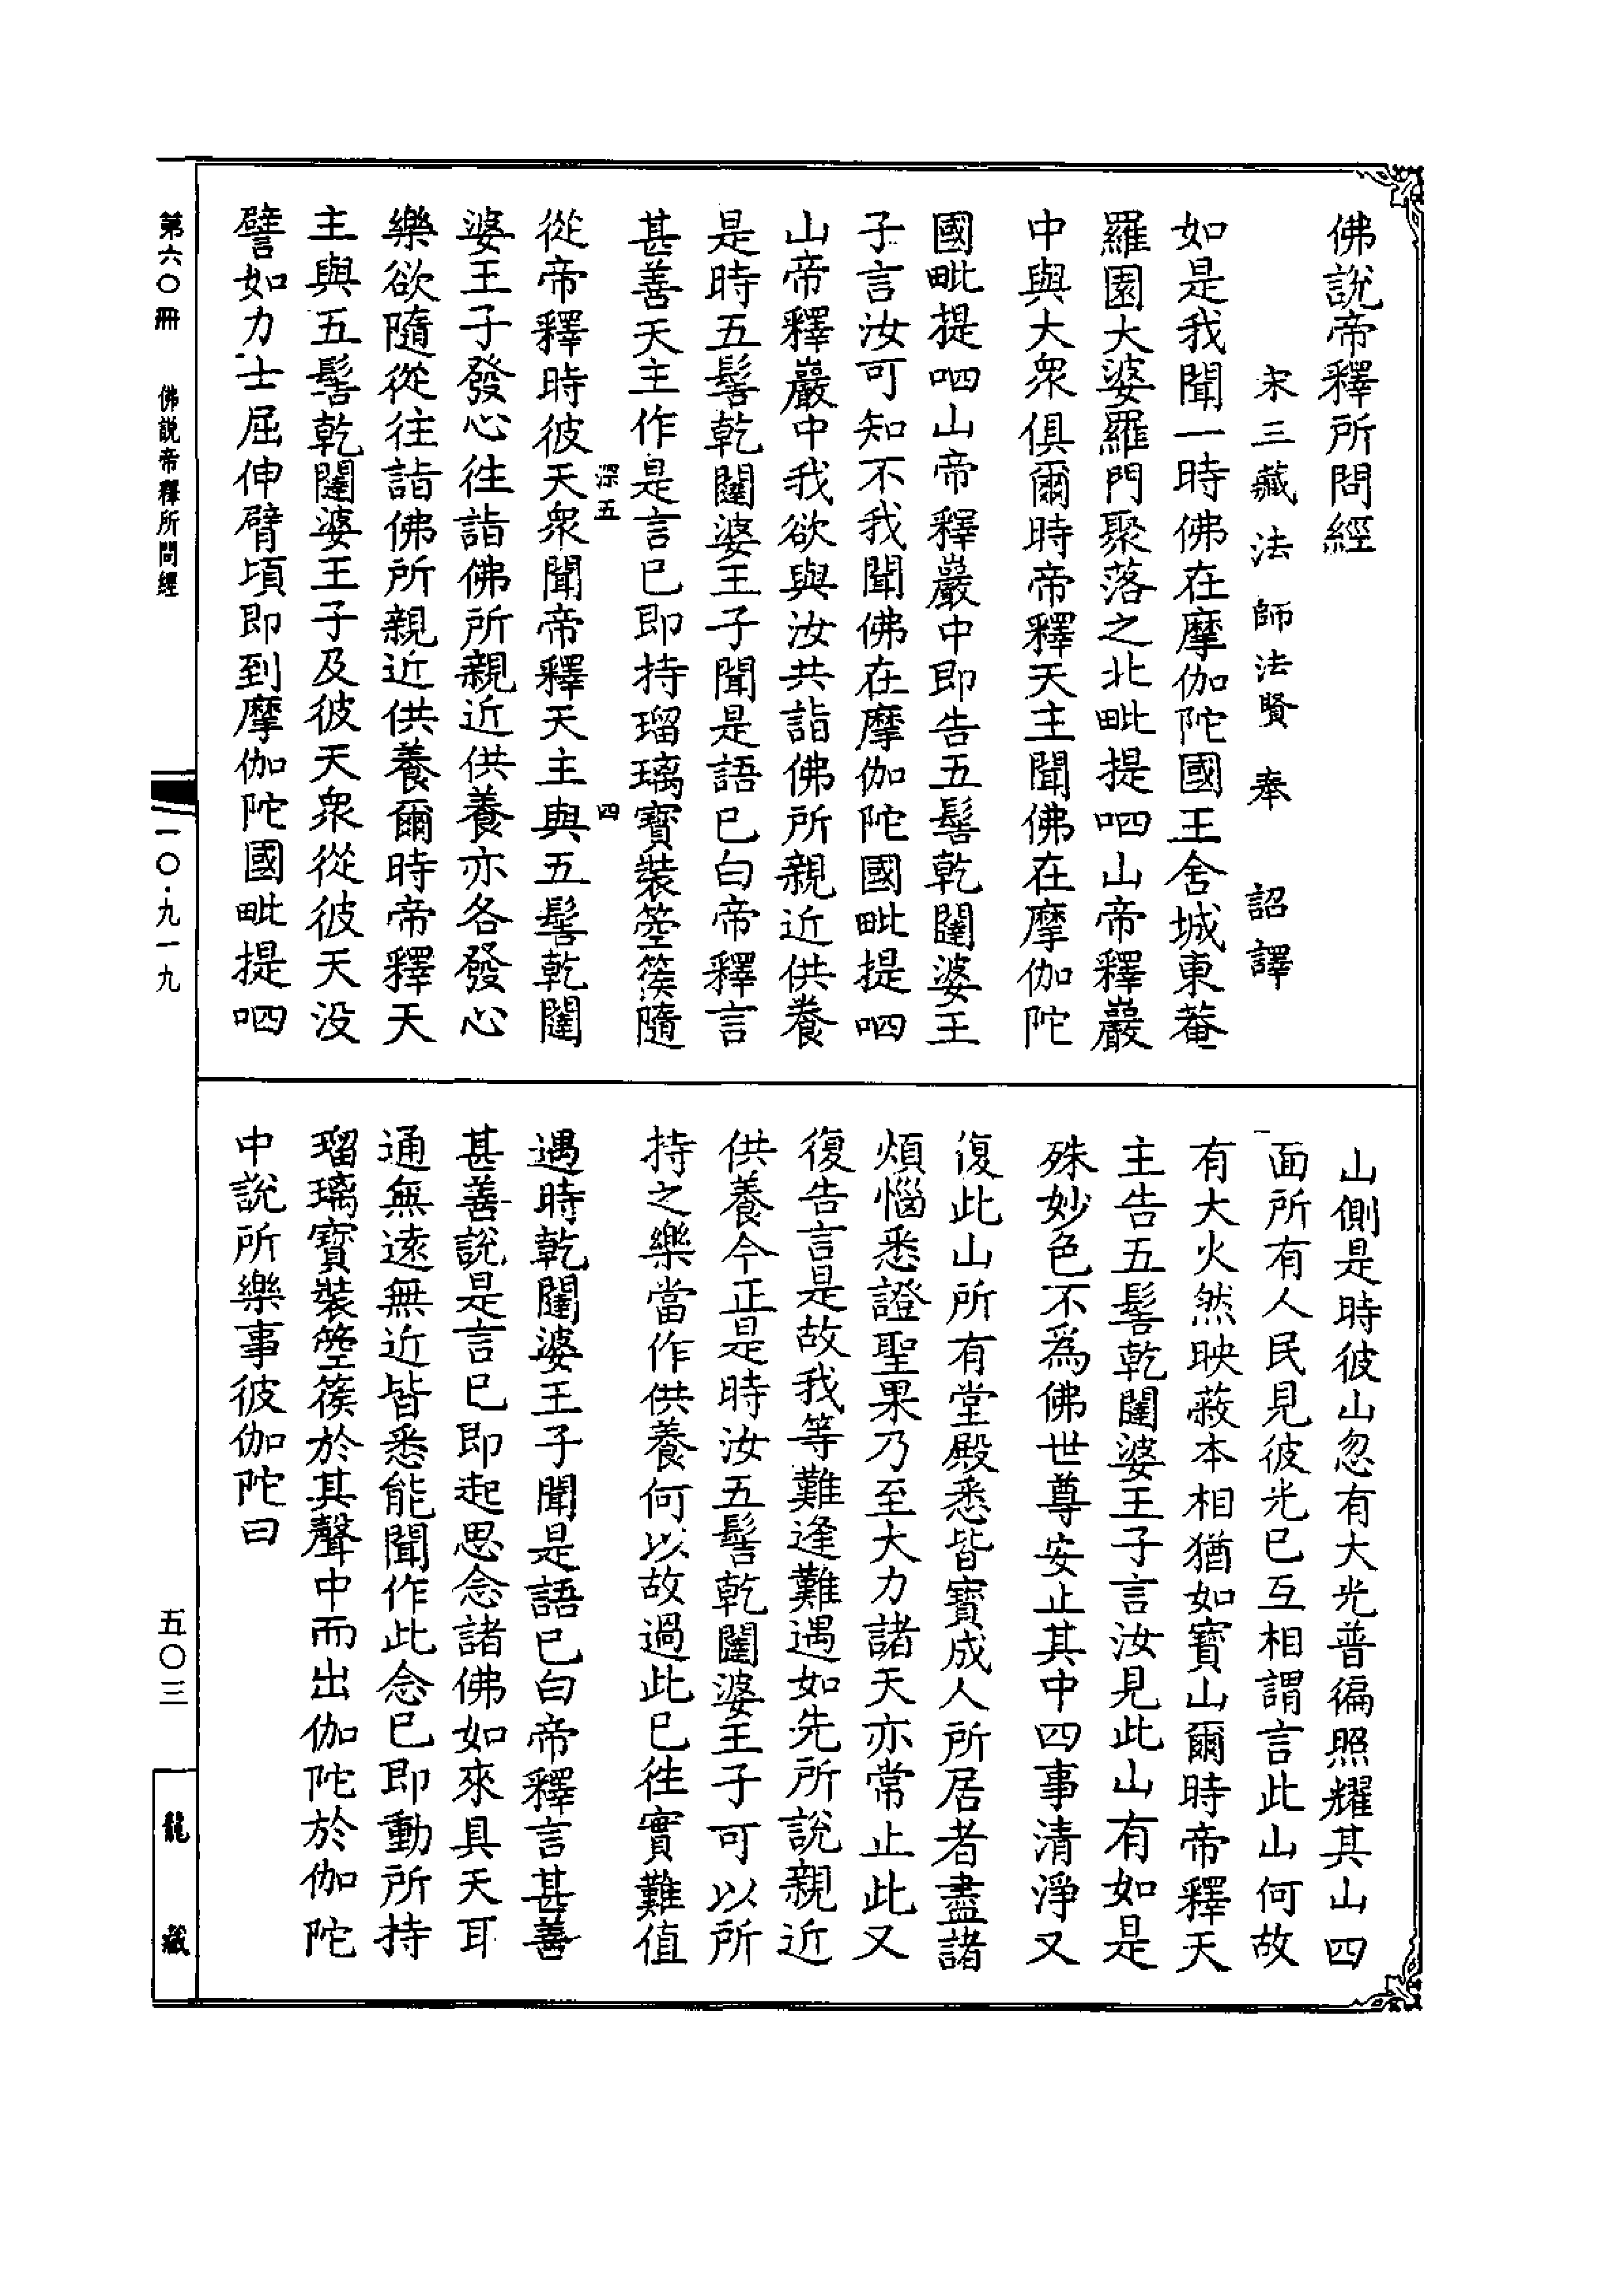 佛說帝釋所問經
宋三藏法師法賢奉詔譯
如是我聞一時佛在摩伽陀國王舍城東菴
羅園大婆羅門聚落之北毗提呬山帝釋巖
中與大衆俱爾時帝釋天主聞佛在摩伽陀
國毗提呬山帝釋巖中即告五髻乾闥婆王
子言汝可知不我聞佛在摩伽陀國毗提呬
山帝釋巖中我欲與汝共詣佛所親近供養
是時五髻乾闥婆王子聞是語已白帝釋言
甚善天主作是言已即持瑠璃寶裝箜篌隨
深五 四
從帝釋時彼天衆聞帝釋天主與五髻乾闥
婆王子發心往詣佛所親近供養亦各發心
樂欲隨從往詣佛所親近供養爾時帝釋天
主與五髻乾闥婆王子及彼天衆從彼天没
譬如力士屈伸臂頃即到摩伽陀國毗提呬
山側是時彼山忽有大光普徧照耀其山四
面所有人民見彼光已互相謂言此山何故
有大火然映蔽本相猶如寶山爾時帝釋天
主告五髻乾闥婆王子言汝見此山有如是
殊妙色不爲佛世尊安止其中四事清淨又
復此山所有堂殿悉皆寶成人所居者盡諸
煩惱悉證聖果乃至大力諸天亦常止此又
復告言是故我等難逢難遇如先所說親近
供養今正是時汝五髻乾闥婆王子可以所
持之樂當作供養何以故過此已往實難值
遇時乾闥婆王子聞是語已白帝釋言甚善
甚善說是言已即起思念諸佛如來具天耳
通無遠無近皆悉能聞作此念已即動所持
瑠璃寶裝箜篌於其聲中而出伽陀於伽陀
中說所樂事彼伽陀曰
第六〇冊 佛説帝釋所問經
一〇·九一九
五〇三
龍藏